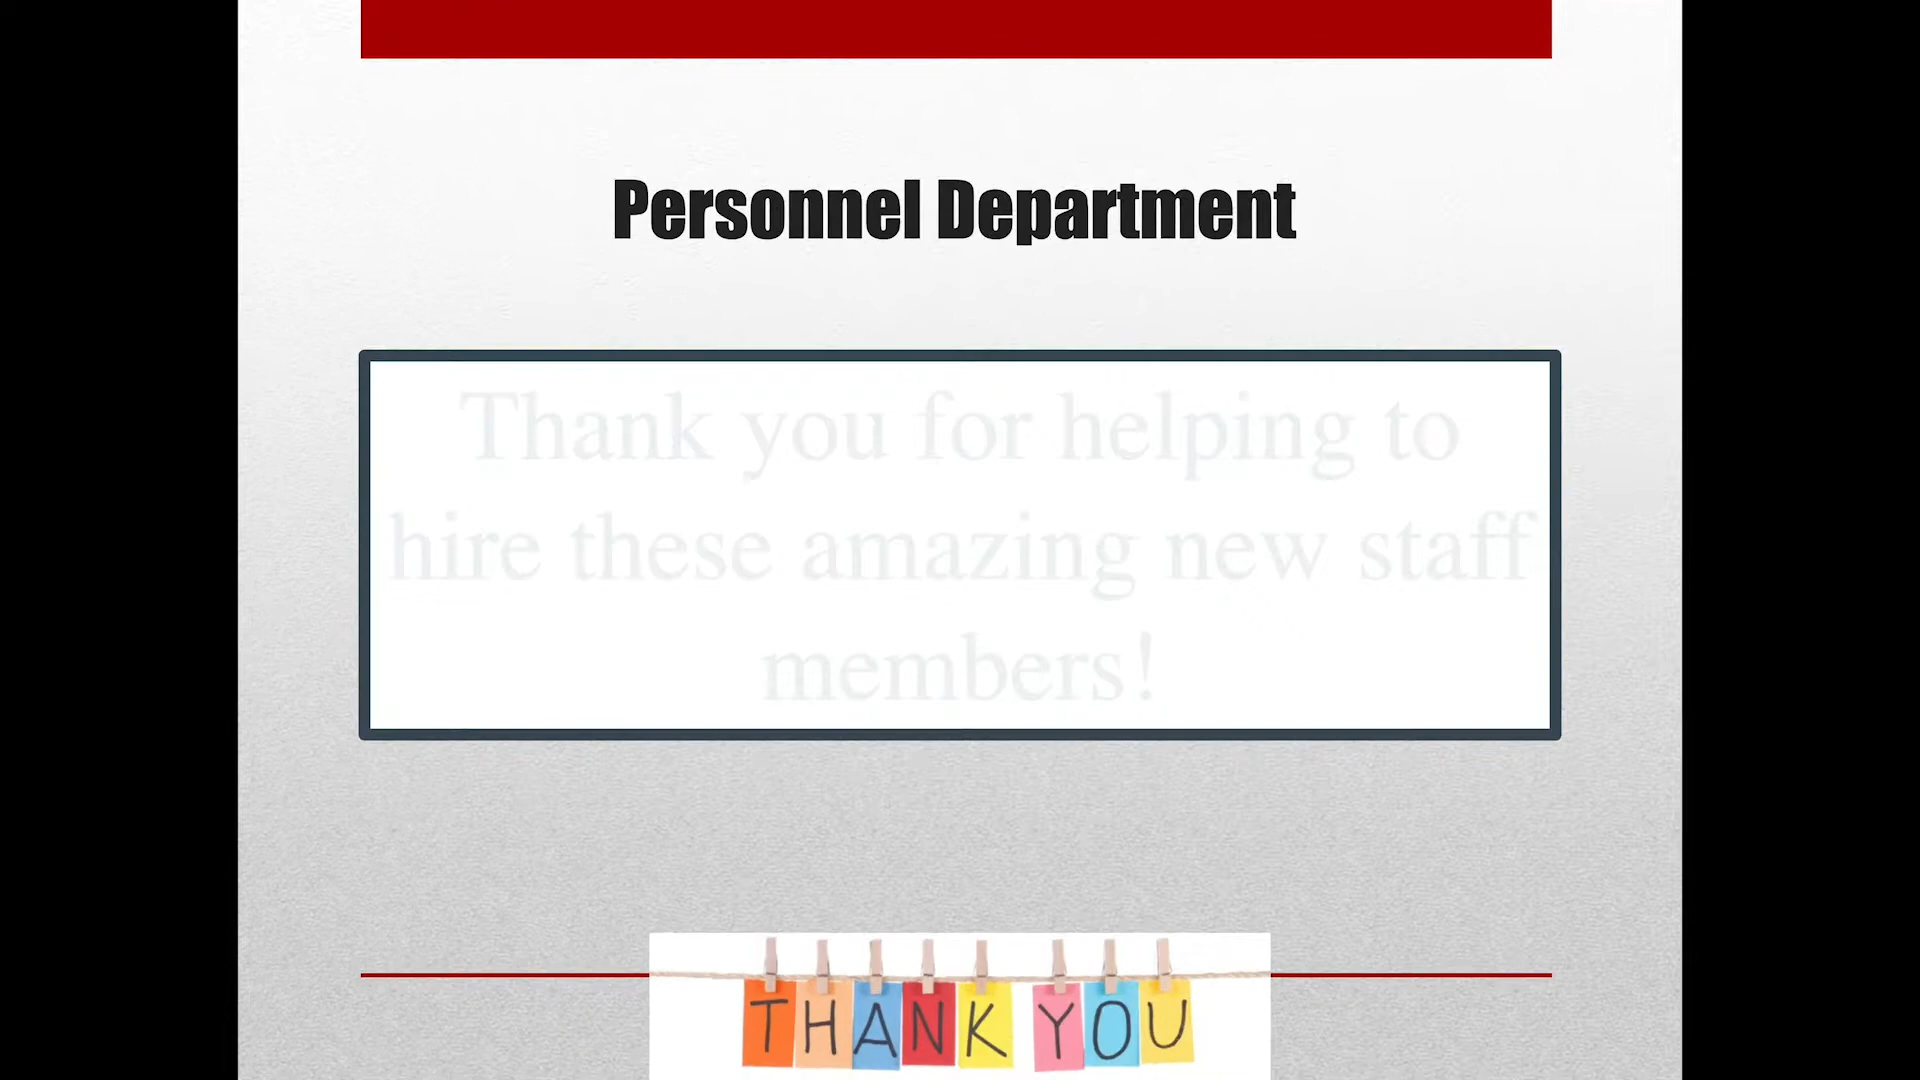 Personnel Department
Thank you for helping to
hire these amazing new staff
members!
THANK YOU